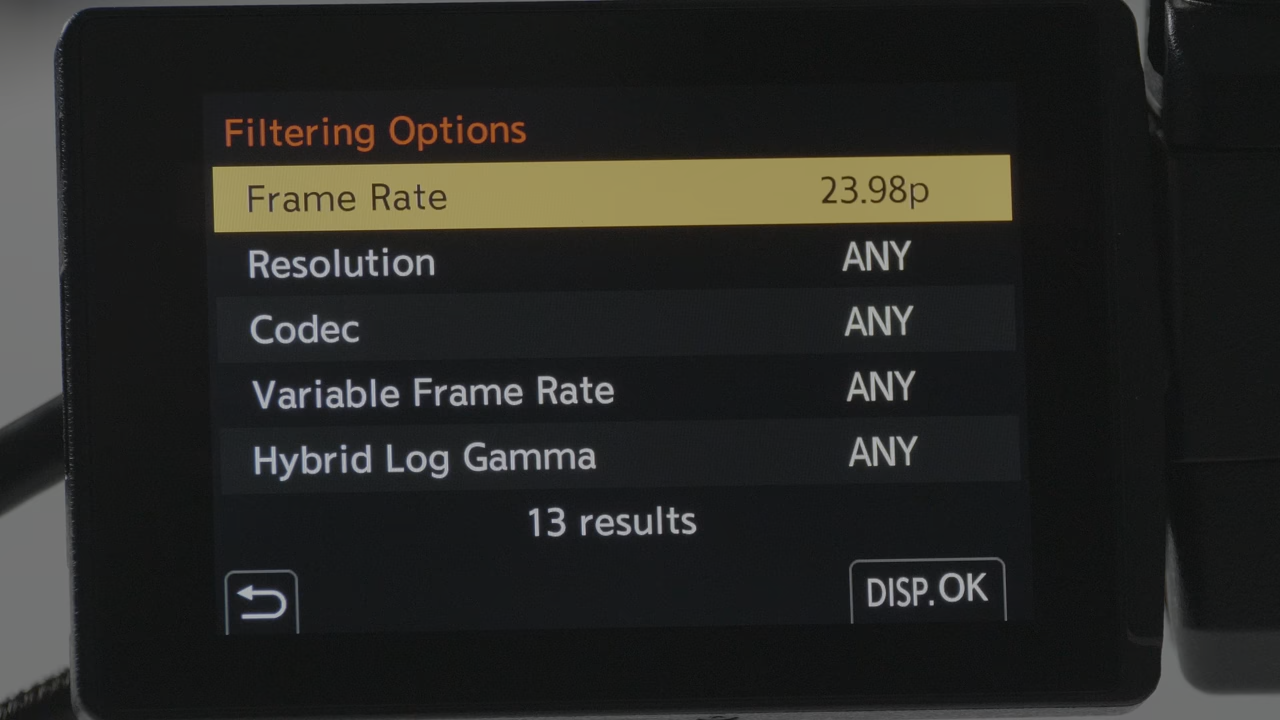 Filtering Options
Frame Rate 23.98p
Resolution ANY
Codec ANY
Variable Frame Rate ANY
Hybrid Log Gamma ANY
13 results
DISP.OK